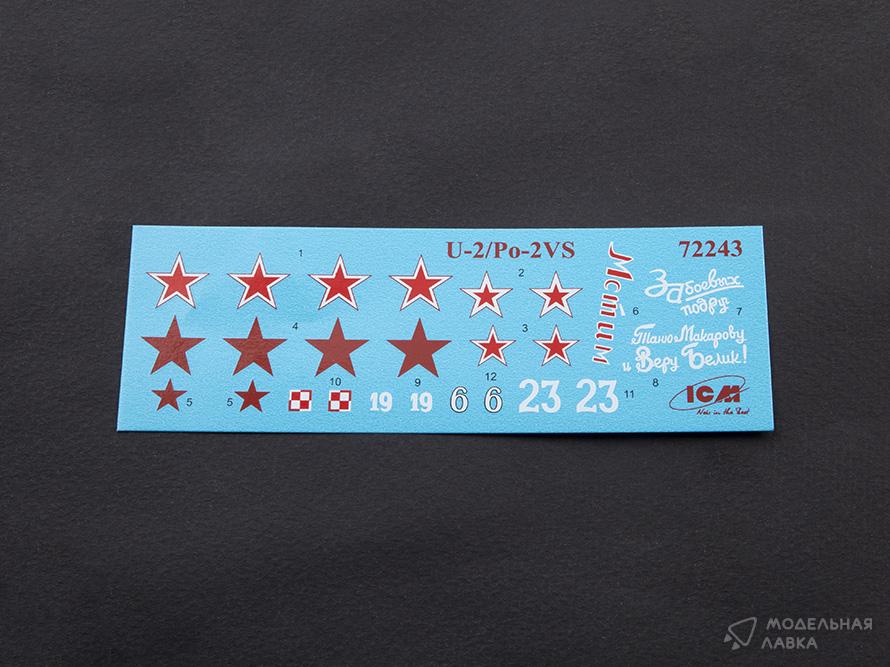 U-2/Po-2VS
72243
1
2
Мстим
За боевых
подруг
6
7
4
3
Таню Макарову
и Веру Белик!
5
5
10
9
12
11
8
19
19
6
6
23
23
ICM
МОДЕЛЬНАЯ
ЛАВКА